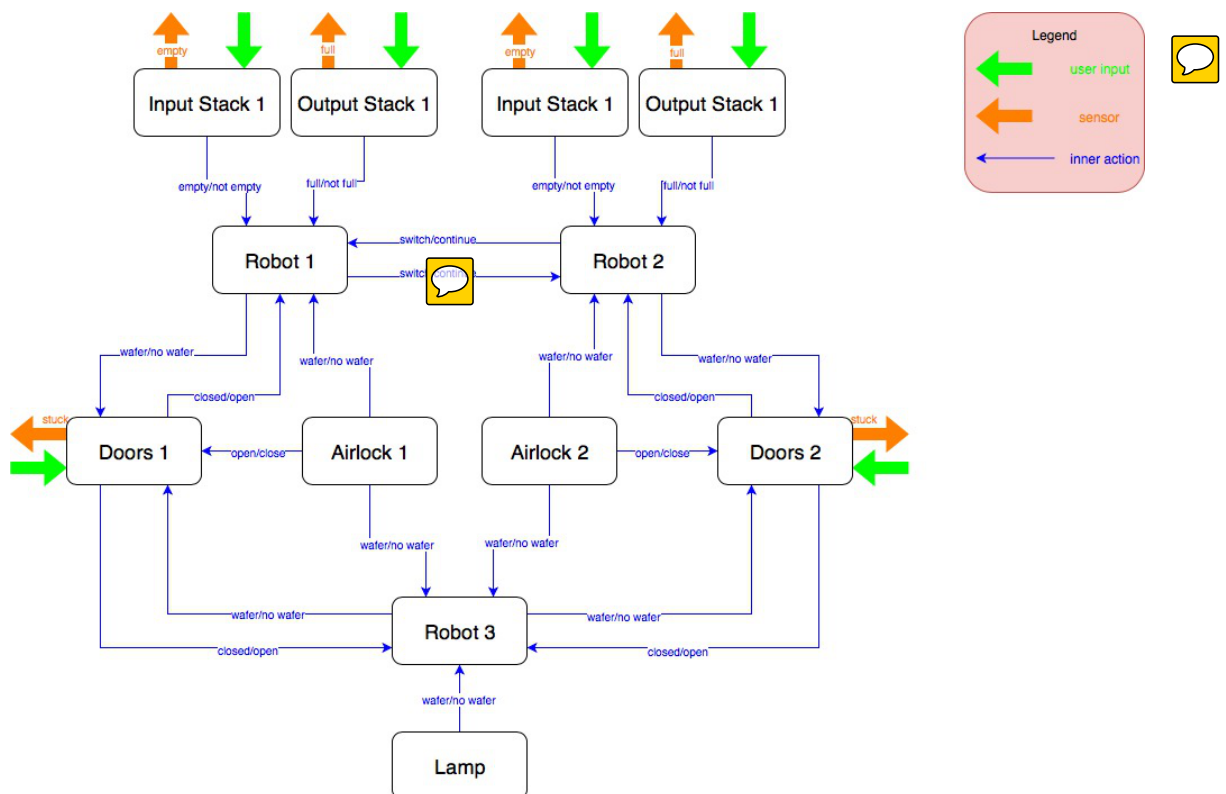 Legend
user input
sensor
inner action
empty
full
empty
full
Input Stack 1
Output Stack 1
Input Stack 1
Output Stack 1
empty/not empty
full/not full
empty/not empty
full/not full
Robot 1
switch/continue
switch/continue
Robot 2
wafer/no wafer
wafer/no wafer
wafer/no wafer
wafer/no wafer
closed/open
closed/open
stuck
Doors 1
open/close
Airlock 1
Airlock 2
open/close
Doors 2
stuck
wafer/no wafer
wafer/no wafer
wafer/no wafer
wafer/no wafer
Robot 3
closed/open
closed/open
wafer/no wafer
Lamp